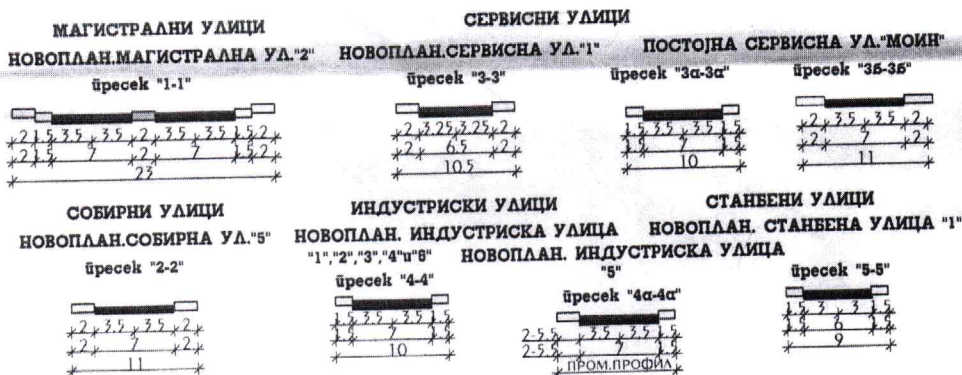 МАГИСТРАЛНИ УЛИЦИ
НОВОПЛАН.МАГИСТРАЛНА УЛ."2"
пресек "1-1"
2 1.5 3.5 3.5 2 3.5 3.5 1.5 2
2 1.5 7 2 7 1.5 2
23
СЕРВИСНИ УЛИЦИ
НОВОПЛАН.СЕРВИСНА УЛ."1"
пресек "3-3"
2 3.25 3.25 2
2 6.5 2
10.5
ПОСТОЈНА СЕРВИСНА УЛ."МОИН"
пресек "3а-3а"
1.5 3.5 3.5 1.5
1.5 7 1.5
10
пресек "3б-3б"
2 3.5 3.5 2
2 7 2
11
СОБИРНИ УЛИЦИ
НОВОПЛАН.СОБИРНА УЛ."5"
пресек "2-2"
2 3.5 3.5 2
2 7 2
11
ИНДУСТРИСКИ УЛИЦИ
НОВОПЛАН. ИНДУСТРИСКА УЛИЦА
"1","2","3","4"и"6"
пресек "4-4"
1.5 3.5 3.5 1.5
1.5 7 1.5
10
НОВОПЛАН. ИНДУСТРИСКА УЛИЦА
"5"
пресек "4а-4а"
2-5.5 3.5 3.5 1.5
2-5.5 7 1.5
ПРОМ.ПРОФИЛ
СТАНБЕНИ УЛИЦИ
НОВОПЛАН. СТАНБЕНА УЛИЦА "1"
пресек "5-5"
1.5 3 3 1.5
1.5 6 1.5
9